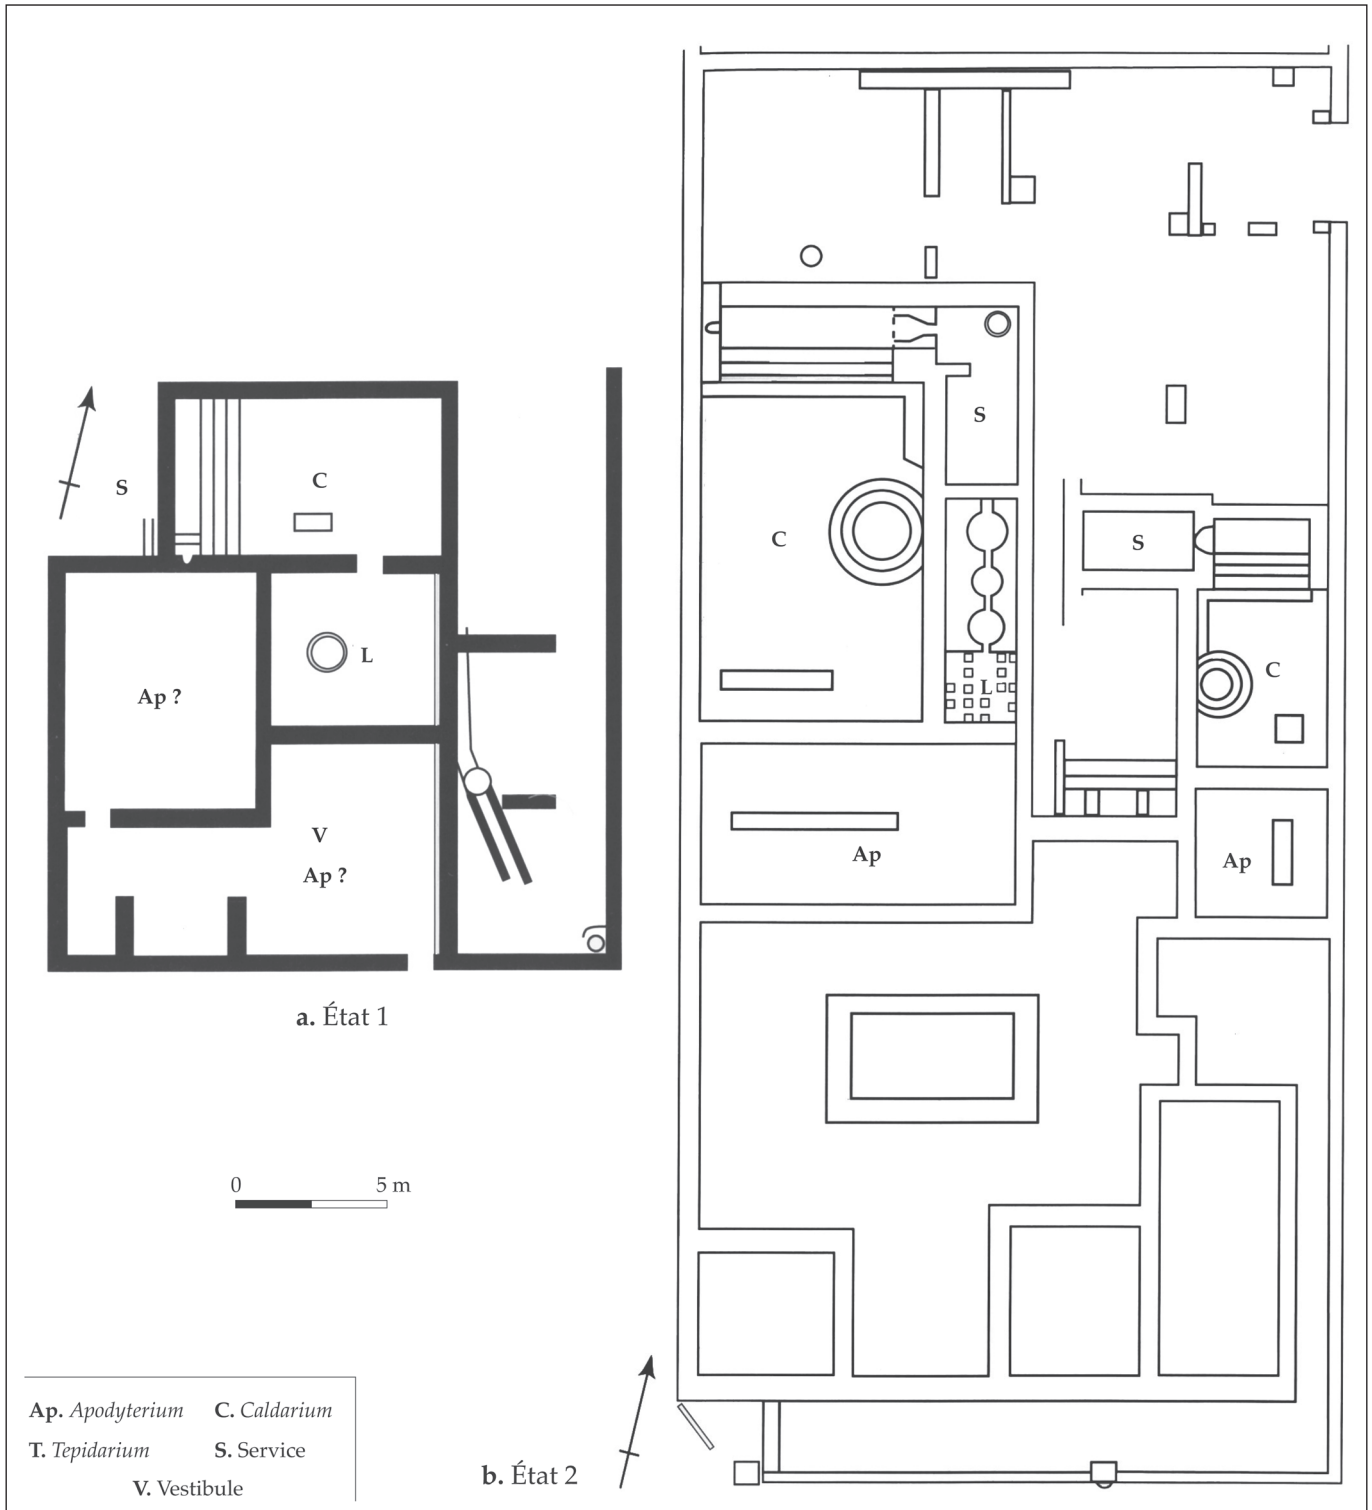 S
C
Ap ?
L
V
Ap ?
a. État 1
0 5 m
S
C
S
L
C
Ap
Ap
b. État 2
Ap. Apodyterium C. Caldarium
T. Tepidarium S. Service
V. Vestibule